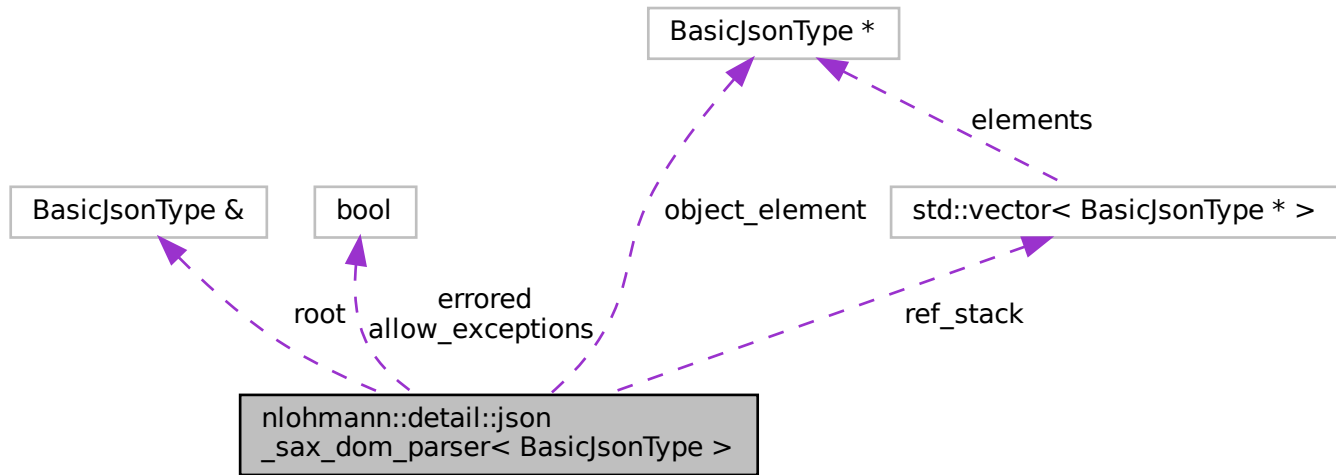 BasicJsonType *
elements
BasicJsonType &
bool
object_element
std::vector< BasicJsonType * >
root
errored
allow_exceptions
ref_stack
nlohmann::detail::json
_sax_dom_parser< BasicJsonType >